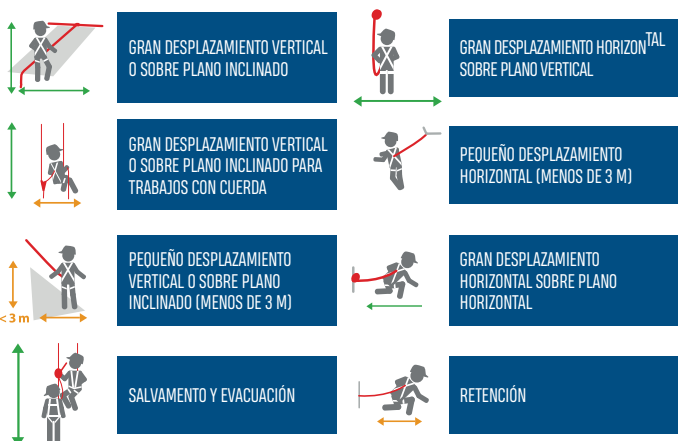 GRAN DESPLAZAMIENTO VERTICAL
O SOBRE PLANO INCLINADO
GRAN DESPLAZAMIENTO HORIZONTAL
SOBRE PLANO VERTICAL
GRAN DESPLAZAMIENTO VERTICAL
O SOBRE PLANO INCLINADO PARA
TRABAJOS CON CUERDA
PEQUEÑO DESPLAZAMIENTO
HORIZONTAL (MENOS DE 3 M)
< 3 m
PEQUEÑO DESPLAZAMIENTO
VERTICAL O SOBRE PLANO
INCLINADO (MENOS DE 3 M)
GRAN DESPLAZAMIENTO
HORIZONTAL SOBRE PLANO
HORIZONTAL
SALVAMENTO Y EVACUACIÓN
RETENCIÓN